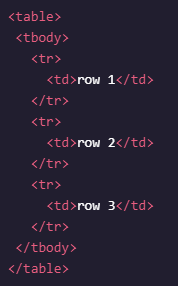 <table>
 <tbody>
   <tr>
     <td>row 1</td>
   </tr>
   <tr>
     <td>row 2</td>
   </tr>
   <tr>
     <td>row 3</td>
   </tr>
 </tbody>
</table>